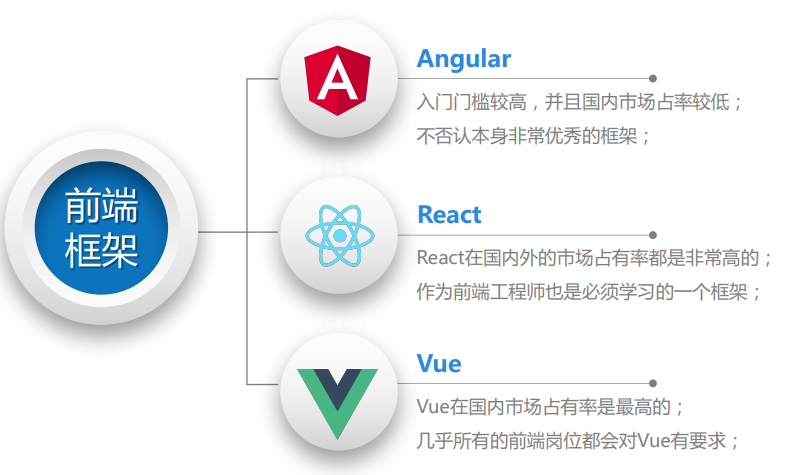 前端
框架
Angular
入门门槛较高，并且国内市场占率较低；
不否认本身非常优秀的框架；
React
React在国内外的市场占有率都是非常高的；
作为前端工程师也是必须学习的一个框架；
Vue
Vue在国内市场占有率是最高的；
几乎所有的前端岗位都会对Vue有要求；